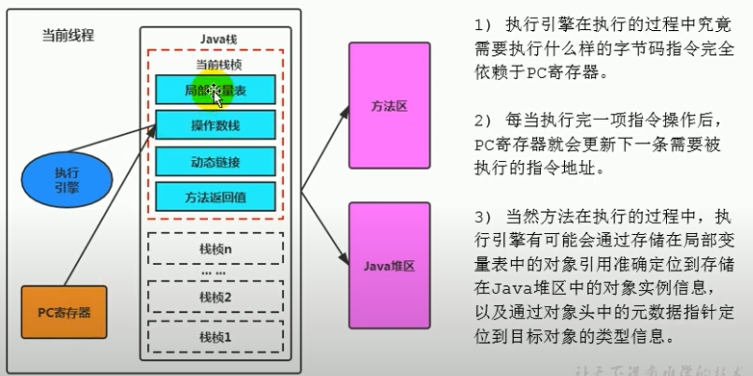 当前线程
Java栈
当前栈桢
局部变量表
操作数栈
动态链接
方法返回值
栈桢n
... ...
栈桢2
栈桢1
执行
引擎
PC寄存器
方法区
Java堆区
1) 执行引擎在执行的过程中究竟
需要执行什么样的字节码指令完全
依赖于PC寄存器。
2) 每当执行完一项指令操作后,
PC寄存器就会更新下一条需要被
执行的指令地址。
3) 当然方法在执行的过程中，执
行引擎有可能会通过存储在局部变
量表中的对象引用准确定位到存储
在Java堆区中的对象实例信息，
以及通过对象头中的元数据指针定
位到目标对象的类型信息。